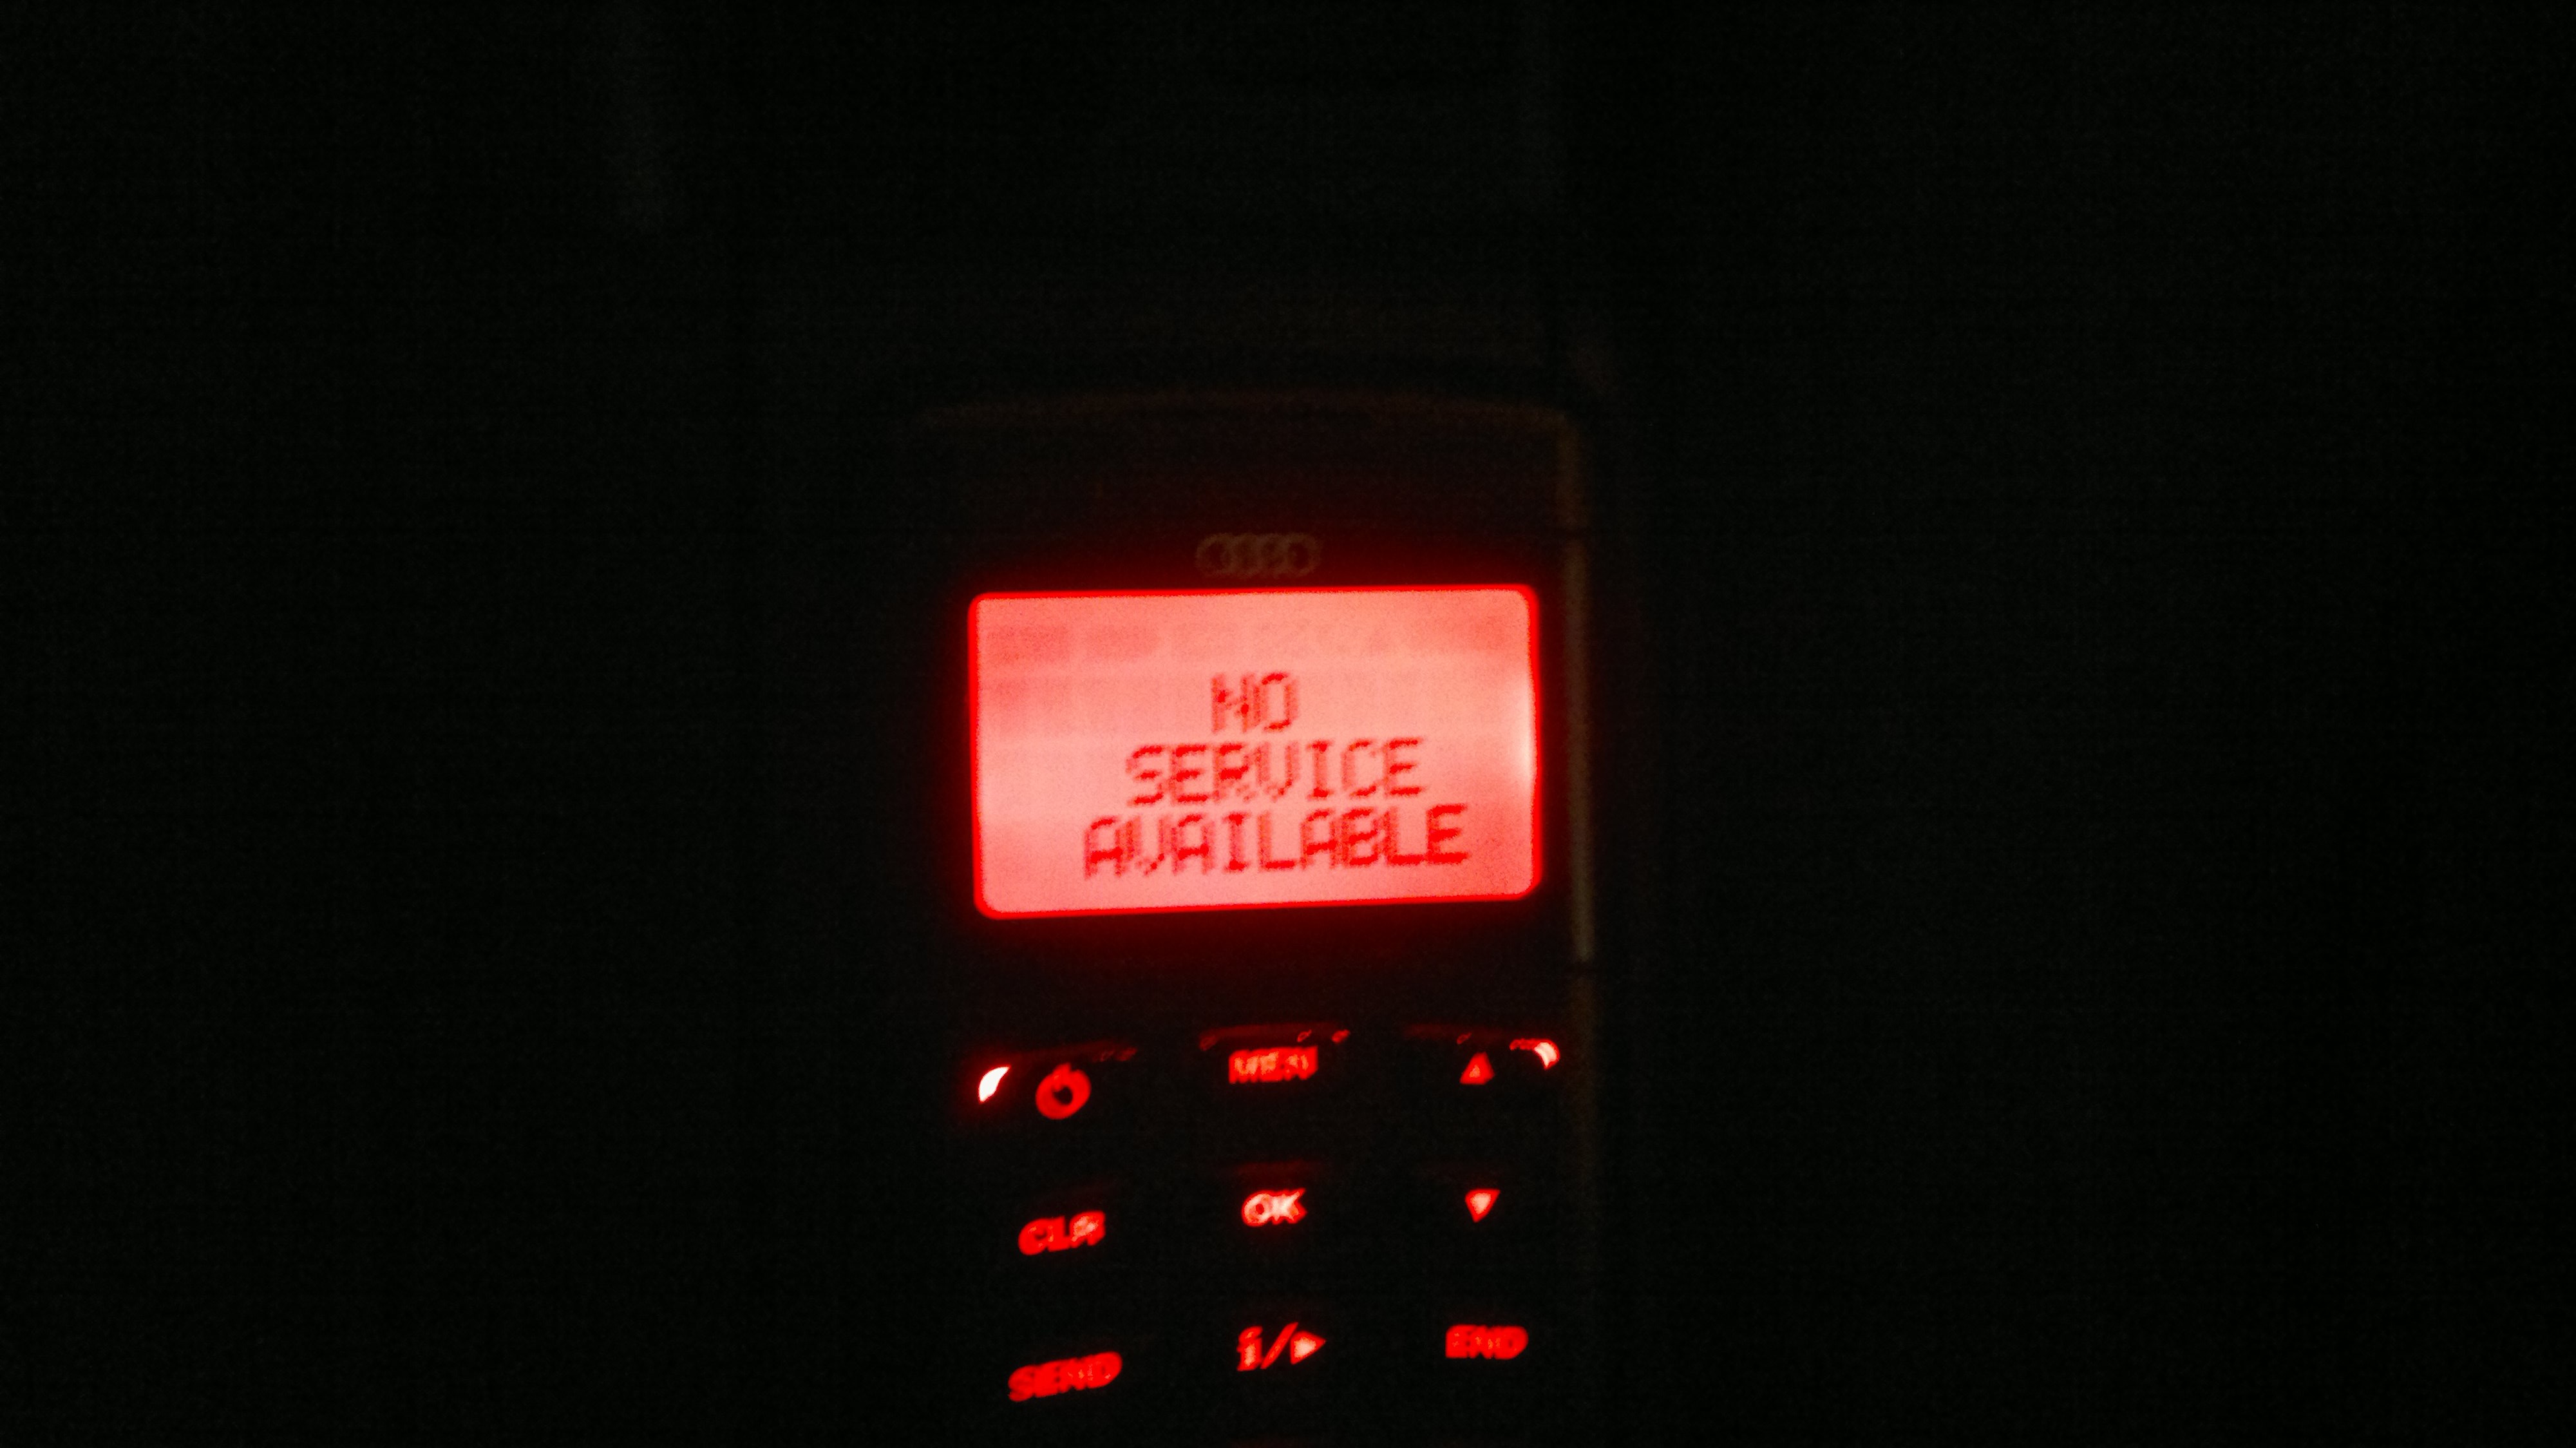 NO
SERVICE
AVAILABLE
MENU
CLR
OK
SEND
i/
END